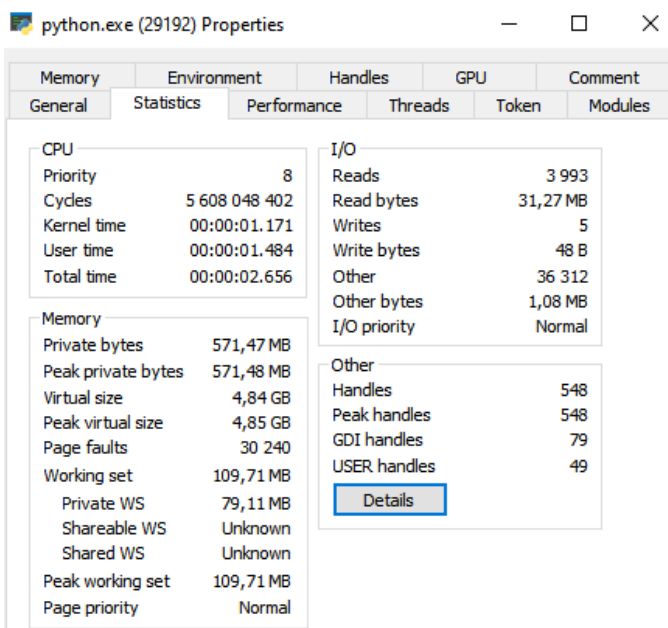 python.exe (29192) Properties
Memory Environment Handles GPU Comment
General Statistics Performance Threads Token Modules
CPU
Priority 8
Cycles 5 608 048 402
Kernel time 00:00:01.171
User time 00:00:01.484
Total time 00:00:02.656
Memory
Private bytes 571,47 MB
Peak private bytes 571,48 MB
Virtual size 4,84 GB
Peak virtual size 4,85 GB
Page faults 30 240
Working set 109,71 MB
Private WS 79,11 MB
Shareable WS Unknown
Shared WS Unknown
Peak working set 109,71 MB
Page priority Normal
I/O
Reads 3 993
Read bytes 31,27 MB
Writes 5
Write bytes 48 B
Other 36 312
Other bytes 1,08 MB
I/O priority Normal
Other
Handles 548
Peak handles 548
GDI handles 79
USER handles 49
Details